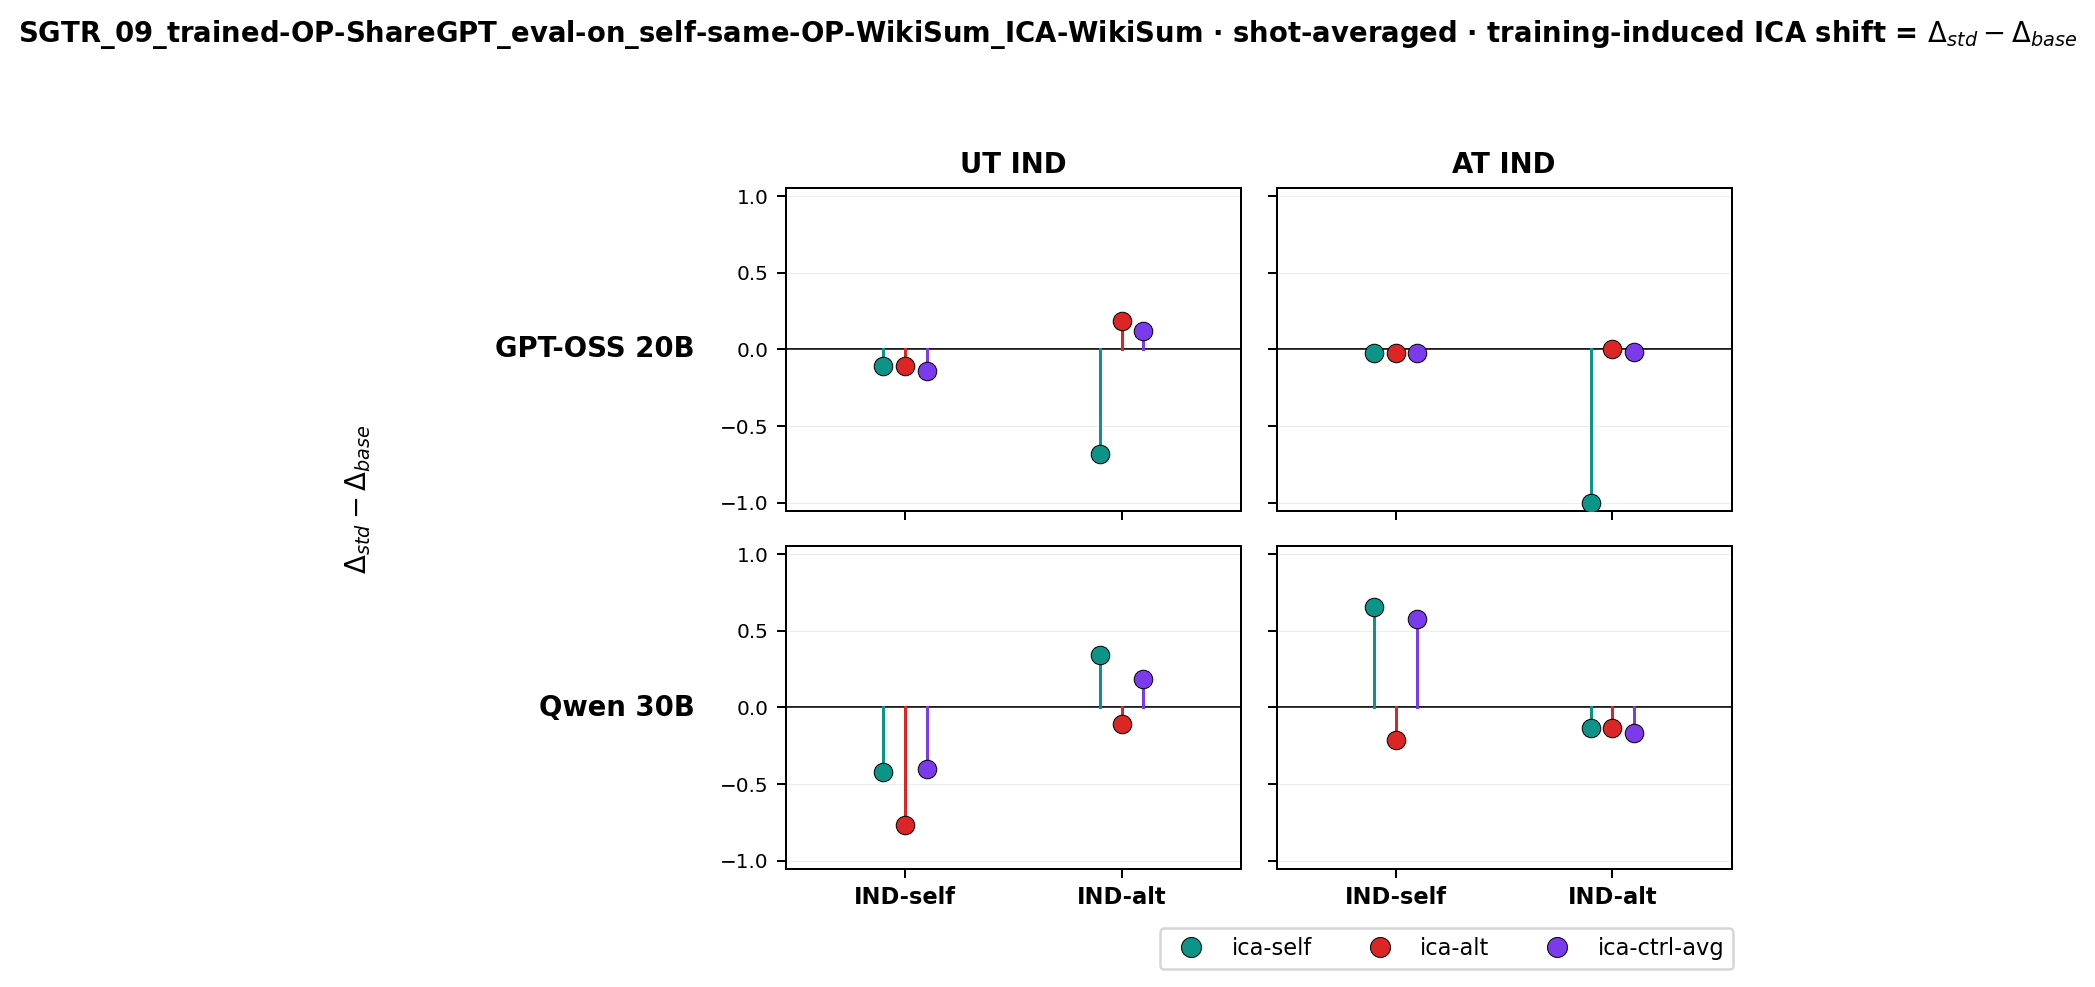 SGTR_09_trained-OP-ShareGPT_eval-on_self-same-OP-WikiSum_ICA-WikiSum · shot-averaged · training-induced ICA shift = Δstd − Δbase
UT IND
AT IND
1.0
0.5
0.0
−0.5
−1.0
GPT-OSS 20B
Δstd − Δbase
1.0
0.5
0.0
−0.5
−1.0
Qwen 30B
IND-self
IND-alt
IND-self
IND-alt
ica-self
ica-alt
ica-ctrl-avg